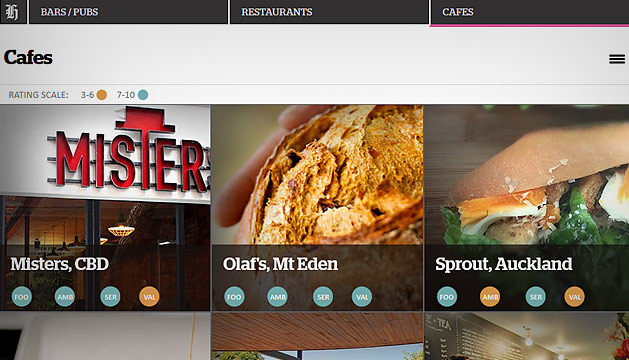 H
BARS / PUBS
RESTAURANTS
CAFES
Cafes
RATING SCALE: 3-6 7-10
MISTERS
Misters, CBD
FOO AMB SER VAL
Olaf's, Mt Eden
FOO AMB SER VAL
Sprout, Auckland
FOO AMB SER VAL
TEA